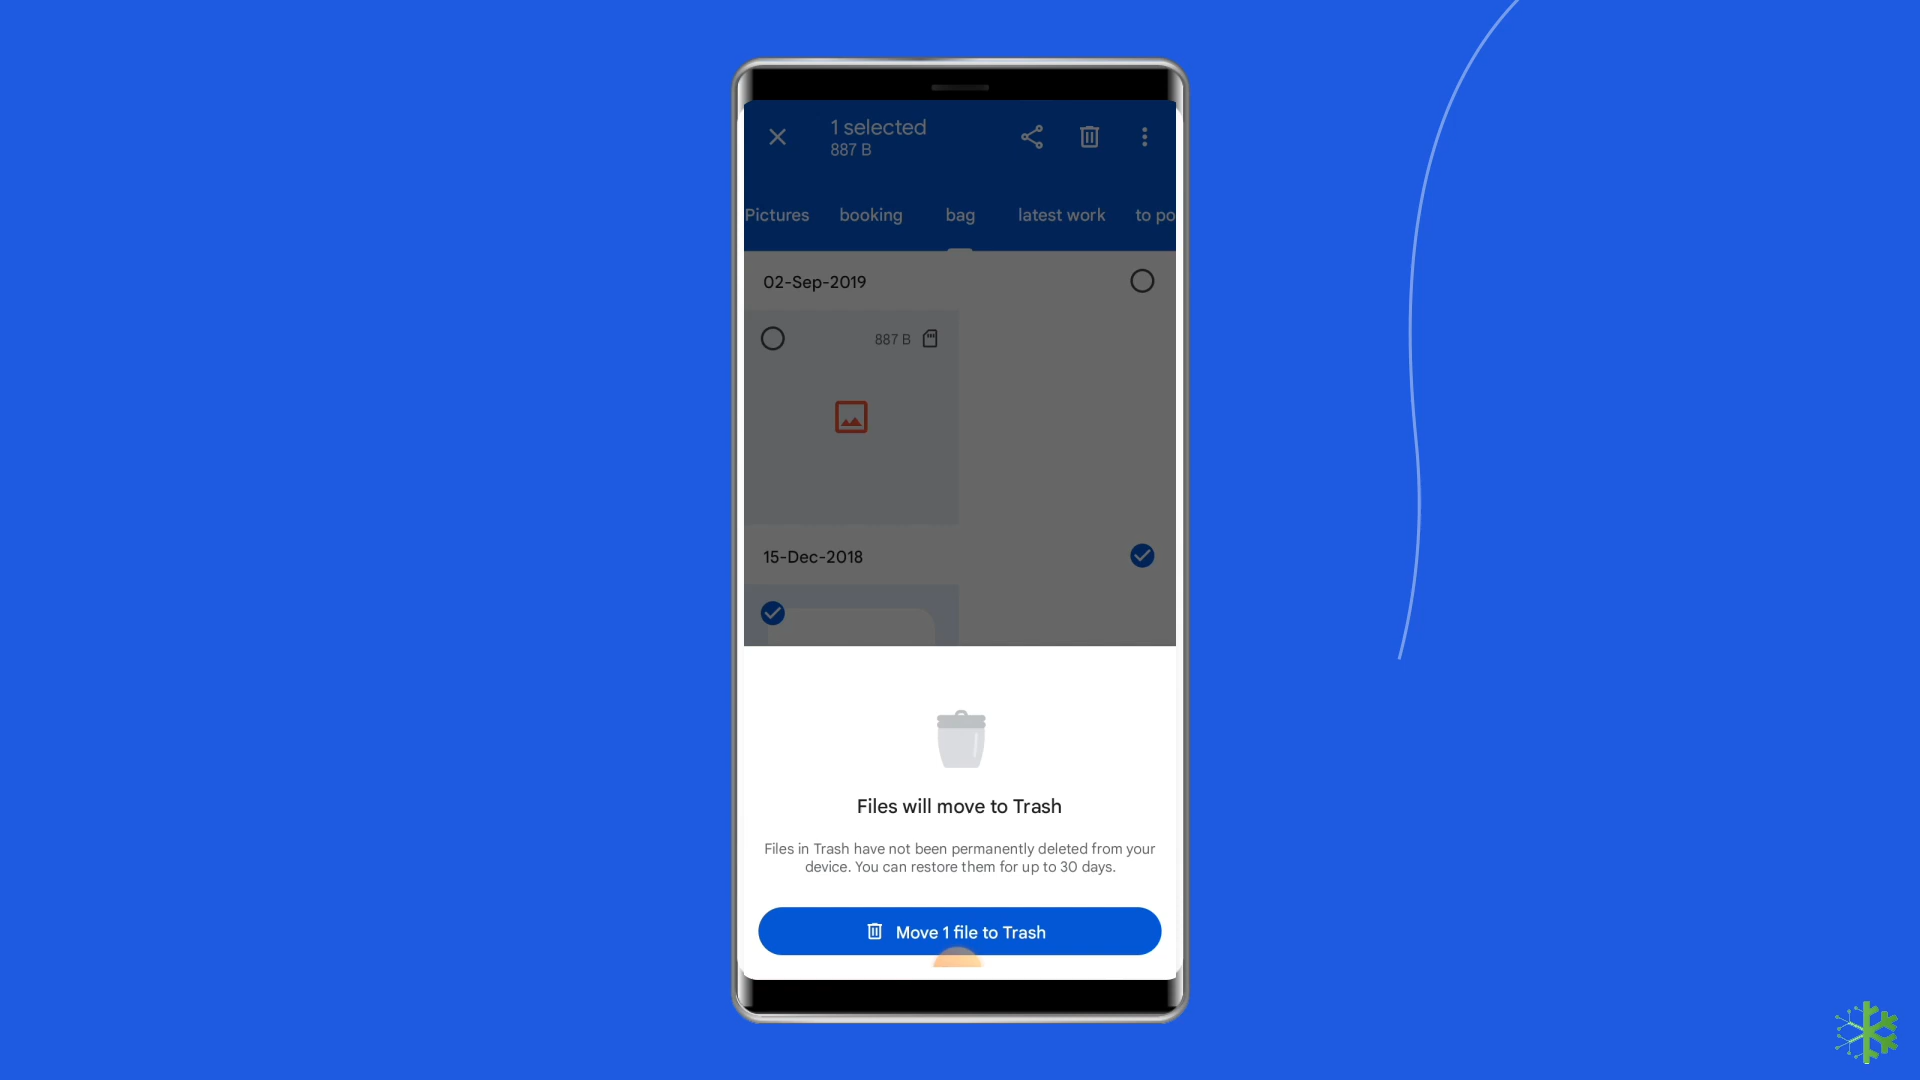 1 selected
887 B
Pictures booking bag latest work to po
02-Sep-2019
887 B
15-Dec-2018
Files will move to Trash
Files in Trash have not been permanently deleted from your
device. You can restore them for up to 30 days.
Move 1 file to Trash